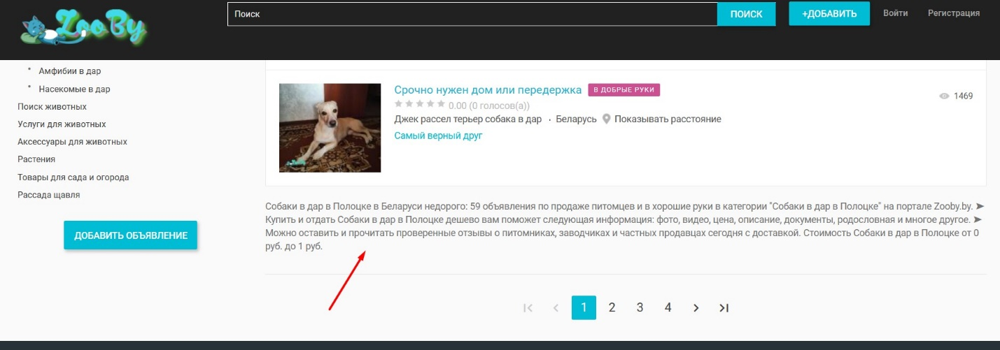 ZooBy
Поиск
ПОИСК
+ДОБАВИТЬ
Войти
Регистрация
Амфибии в дар
Насекомые в дар
Поиск животных
Услуги для животных
Аксессуары для животных
Растения
Товары для сада и огорода
Рассада щавля
ДОБАВИТЬ ОБЪЯВЛЕНИЕ
Срочно нужен дом или передержка В ДОБРЫЕ РУКИ
1469
0.00 (0 голосов(а))
Джек рассел терьер собака в дар · Беларусь Показывать расстояние
Самый верный друг
Собаки в дар в Полоцке в Беларуси недорого: 59 объявления по продаже питомцев и в хорошие руки в категории "Собаки в дар в Полоцке" на портале Zooby.by. ➤
Купить и отдать Собаки в дар в Полоцке дешево вам поможет следующая информация: фото, видео, цена, описание, документы, родословная и многое другое. ➤
Можно оставить и прочитать проверенные отзывы о питомниках, заводчиках и частных продавцах сегодня с доставкой. Стоимость Собаки в дар в Полоцке от 0
руб. до 1 руб.
1 2 3 4